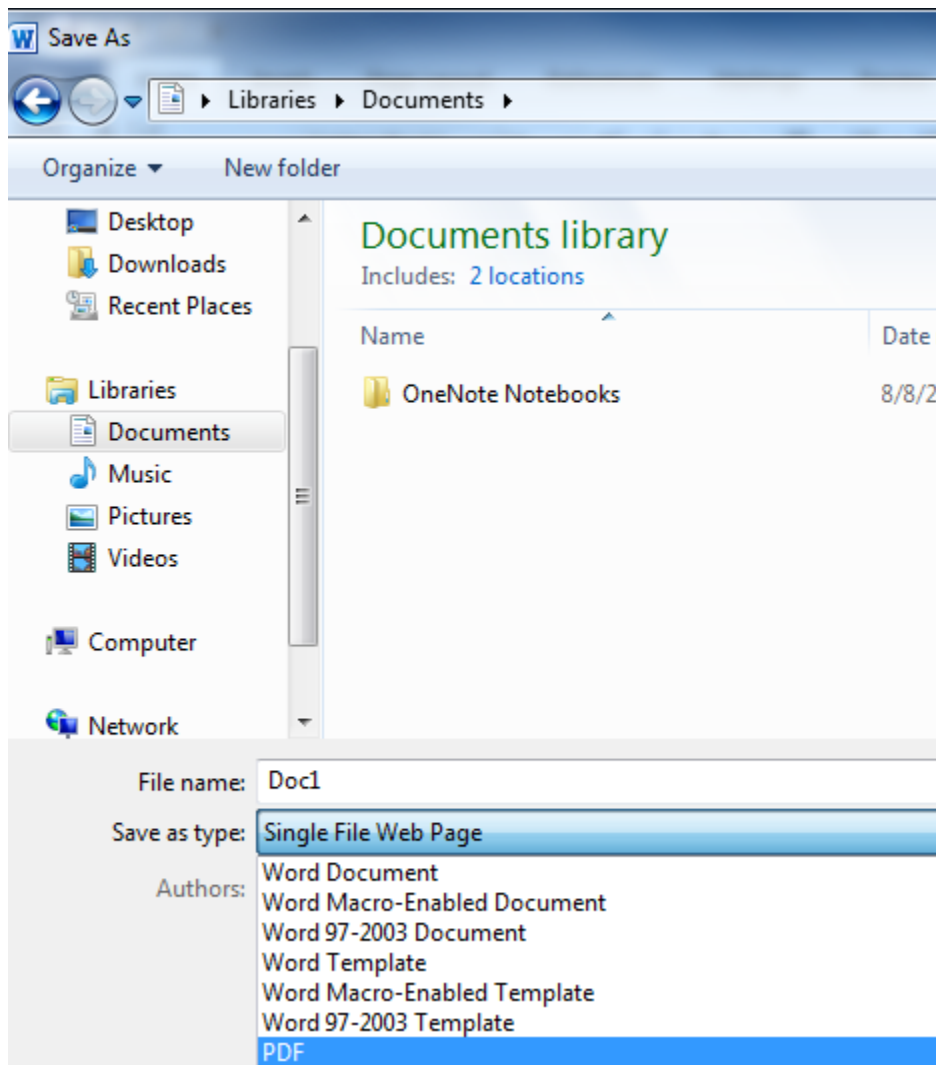 Save As
Libraries Documents
Organize New folder
Desktop
Downloads
Recent Places
Libraries
Documents
Music
Pictures
Videos
Computer
Network
Documents library
Includes: 2 locations
Name Date
OneNote Notebooks 8/8/2
File name: Doc1
Save as type: Single File Web Page
Authors:
Word Document
Word Macro-Enabled Document
Word 97-2003 Document
Word Template
Word Macro-Enabled Template
Word 97-2003 Template
PDF